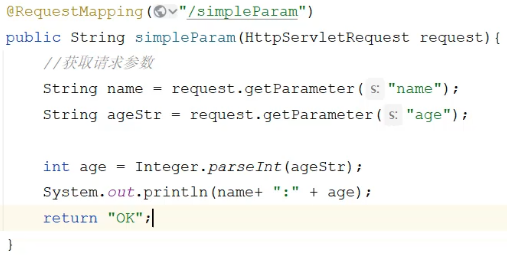 @RequestMapping("/simpleParam")
public String simpleParam(HttpServletRequest request){
    //获取请求参数
    String name = request.getParameter( s: "name");
    String ageStr = request.getParameter( s: "age");

    int age = Integer.parseInt(ageStr);
    System.out.println(name+ ":" + age);
    return "OK";
}